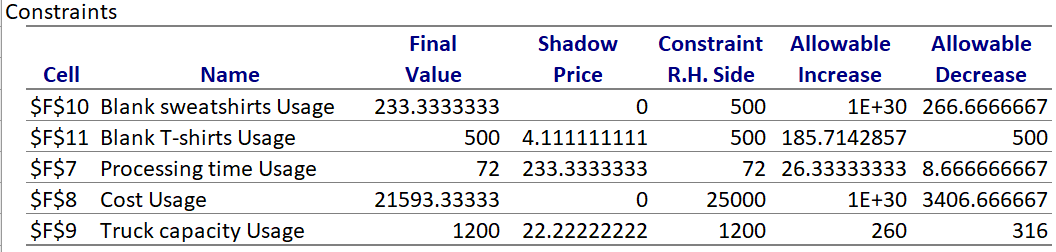 Constraints
Final Shadow Constraint Allowable Allowable
Cell Name Value Price R.H. Side Increase Decrease
$F$10 Blank sweatshirts Usage 233.3333333 0 500 1E+30 266.6666667
$F$11 Blank T-shirts Usage 500 4.111111111 500 185.7142857 500
$F$7 Processing time Usage 72 233.3333333 72 26.33333333 8.666666667
$F$8 Cost Usage 21593.33333 0 25000 1E+30 3406.666667
$F$9 Truck capacity Usage 1200 22.22222222 1200 260 316